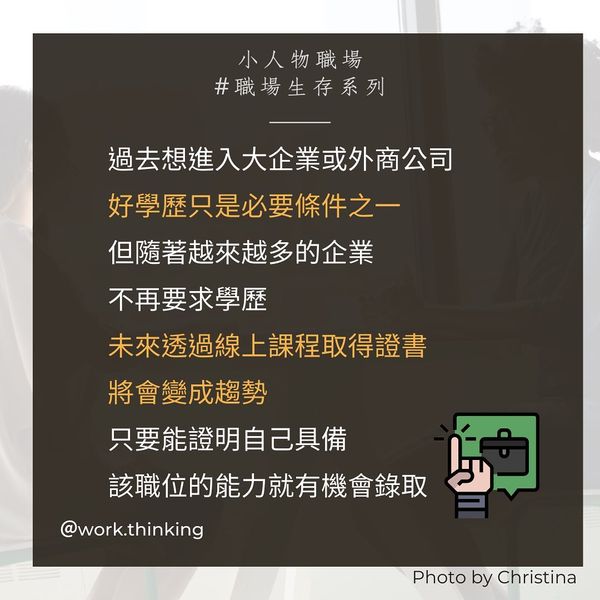 小人物職場
#職場生存系列
過去想進入大企業或外商公司
好學歷只是必要條件之一
但隨著越來越多的企業
不再要求學歷
未來透過線上課程取得證書
將會變成趨勢
只要能證明自己具備
該職位的能力就有機會錄取
@work.thinking
Photo by Christina